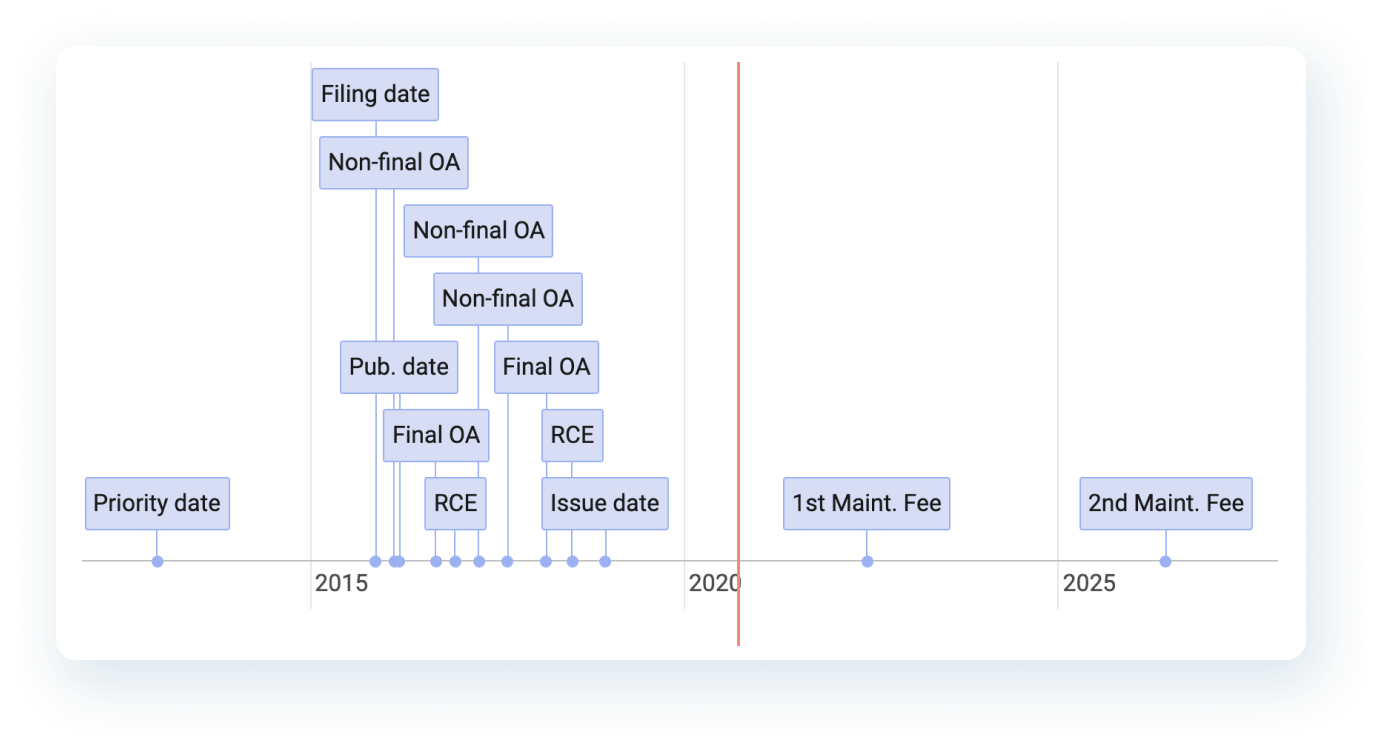 Filing date
Non-final OA
Non-final OA
Non-final OA
Pub. date
Final OA
Final OA
RCE
Priority date
RCE
Issue date
1st Maint. Fee
2nd Maint. Fee
2015
2020
2025